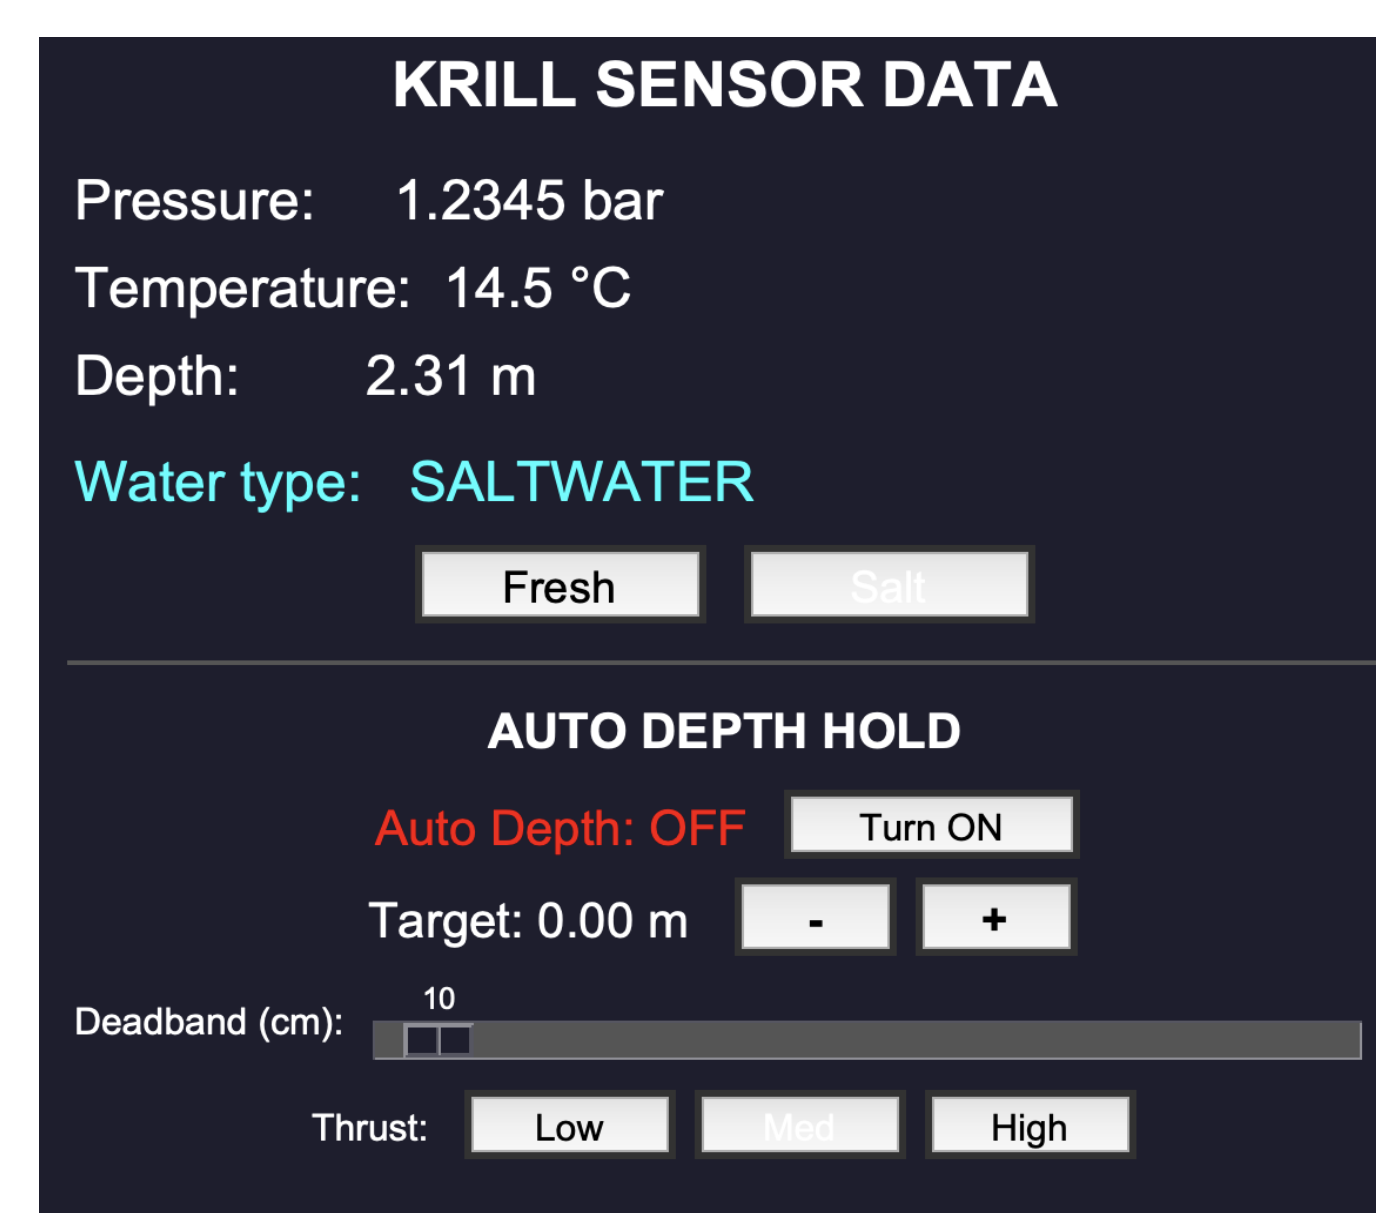 KRILL SENSOR DATA
Pressure: 1.2345 bar
Temperature: 14.5 °C
Depth: 2.31 m
Water type: SALTWATER
Fresh Salt
AUTO DEPTH HOLD
Auto Depth: OFF Turn ON
Target: 0.00 m - +
10
Deadband (cm):
Thrust: Low Med High